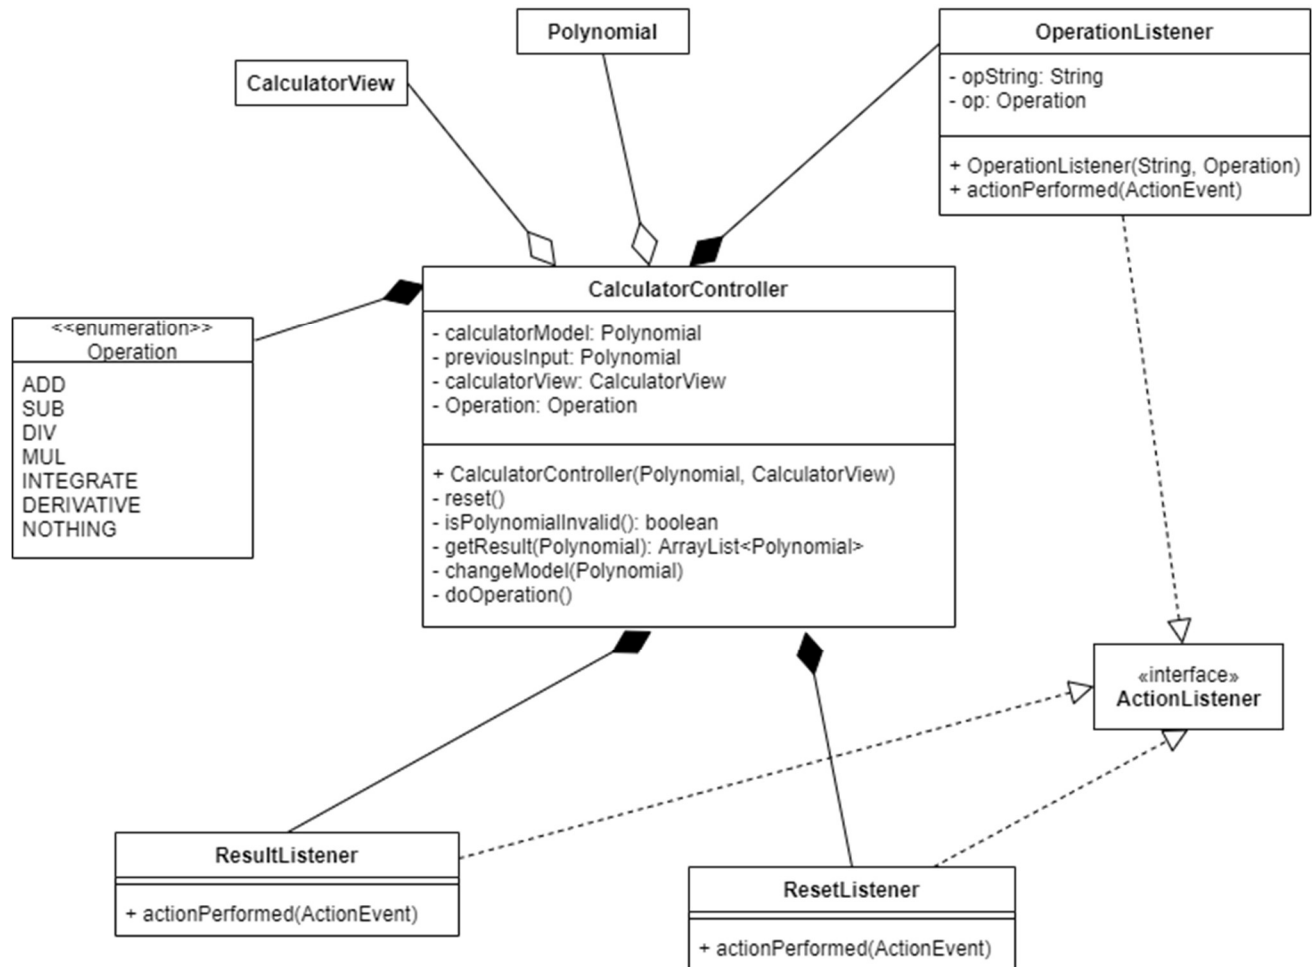 Polynomial
CalculatorView
OperationListener
- opString: String
- op: Operation
+ OperationListener(String, Operation)
+ actionPerformed(ActionEvent)
<<enumeration>>
Operation
ADD
SUB
DIV
MUL
INTEGRATE
DERIVATIVE
NOTHING
CalculatorController
- calculatorModel: Polynomial
- previousInput: Polynomial
- calculatorView: CalculatorView
- Operation: Operation
+ CalculatorController(Polynomial, CalculatorView)
- reset()
- isPolynomialInvalid(): boolean
- getResult(Polynomial): ArrayList<Polynomial>
- changeModel(Polynomial)
- doOperation()
«interface»
ActionListener
ResultListener
+ actionPerformed(ActionEvent)
ResetListener
+ actionPerformed(ActionEvent)